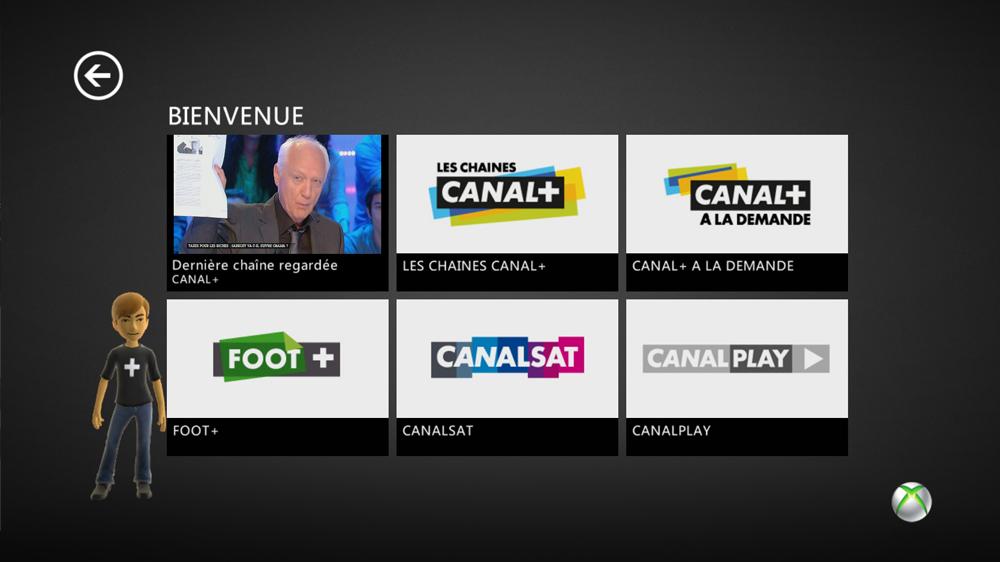 BIENVENUE
TAXES POUR LES RICHES : SARKOZY VA-T-IL SUIVRE OBAMA ?
Dernière chaîne regardée
CANAL+
LES CHAINES
CANAL+
LES CHAINES CANAL+
CANAL+
A LA DEMANDE
CANAL+ A LA DEMANDE
FOOT+
FOOT+
CANALSAT
CANALSAT
CANALPLAY
CANALPLAY